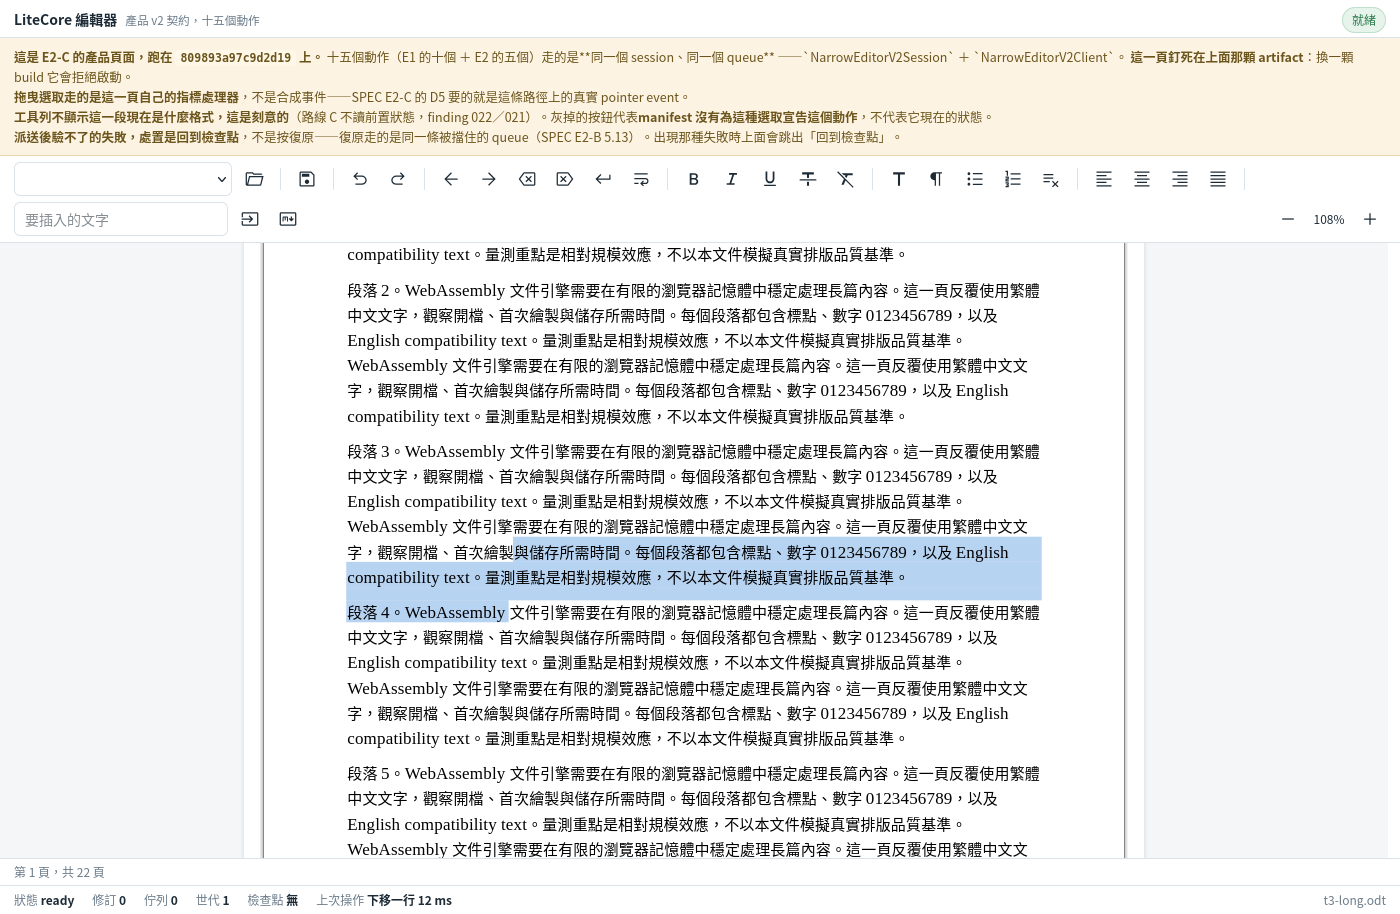 LiteCore 編輯器 產品 v2 契約，十五個動作 就緒
這是 E2-C 的產品頁面，跑在 809893a97c9d2d19 上。 十五個動作（E1 的十個 ＋ E2 的五個）走的是**同一個 session、同一個 queue** ——`NarrowEditorV2Session` ＋ `NarrowEditorV2Client`。 這一頁釘死在上面那顆 artifact：換一顆
build 它會拒絕啟動。
拖曳選取走的是這一頁自己的指標處理器，不是合成事件——SPEC E2-C 的 D5 要的就是這條路徑上的真實 pointer event。
工具列不顯示這一段現在是什麼格式，這是刻意的（路線 C 不讀前置狀態，finding 022／021）。灰掉的按鈕代表manifest 沒有為這種選取宣告這個動作，不代表它現在的狀態。
派送後驗不了的失敗，處置是回到檢查點，不是按復原——復原走的是同一條被擋住的 queue（SPEC E2-B 5.13）。出現那種失敗時上面會跳出「回到檢查點」。
要插入的文字 108%
compatibility text。量測重點是相對規模效應，不以本文件模擬真實排版品質基準。
段落 2。WebAssembly 文件引擎需要在有限的瀏覽器記憶體中穩定處理長篇內容。這一頁反覆使用繁體
中文文字，觀察開檔、首次繪製與儲存所需時間。每個段落都包含標點、數字 0123456789，以及
English compatibility text。量測重點是相對規模效應，不以本文件模擬真實排版品質基準。
WebAssembly 文件引擎需要在有限的瀏覽器記憶體中穩定處理長篇內容。這一頁反覆使用繁體中文文
字，觀察開檔、首次繪製與儲存所需時間。每個段落都包含標點、數字 0123456789，以及 English
compatibility text。量測重點是相對規模效應，不以本文件模擬真實排版品質基準。
段落 3。WebAssembly 文件引擎需要在有限的瀏覽器記憶體中穩定處理長篇內容。這一頁反覆使用繁體
中文文字，觀察開檔、首次繪製與儲存所需時間。每個段落都包含標點、數字 0123456789，以及
English compatibility text。量測重點是相對規模效應，不以本文件模擬真實排版品質基準。
WebAssembly 文件引擎需要在有限的瀏覽器記憶體中穩定處理長篇內容。這一頁反覆使用繁體中文文
字，觀察開檔、首次繪製與儲存所需時間。每個段落都包含標點、數字 0123456789，以及 English
compatibility text。量測重點是相對規模效應，不以本文件模擬真實排版品質基準。
段落 4。WebAssembly 文件引擎需要在有限的瀏覽器記憶體中穩定處理長篇內容。這一頁反覆使用繁體
中文文字，觀察開檔、首次繪製與儲存所需時間。每個段落都包含標點、數字 0123456789，以及
English compatibility text。量測重點是相對規模效應，不以本文件模擬真實排版品質基準。
WebAssembly 文件引擎需要在有限的瀏覽器記憶體中穩定處理長篇內容。這一頁反覆使用繁體中文文
字，觀察開檔、首次繪製與儲存所需時間。每個段落都包含標點、數字 0123456789，以及 English
compatibility text。量測重點是相對規模效應，不以本文件模擬真實排版品質基準。
段落 5。WebAssembly 文件引擎需要在有限的瀏覽器記憶體中穩定處理長篇內容。這一頁反覆使用繁體
中文文字，觀察開檔、首次繪製與儲存所需時間。每個段落都包含標點、數字 0123456789，以及
English compatibility text。量測重點是相對規模效應，不以本文件模擬真實排版品質基準。
WebAssembly 文件引擎需要在有限的瀏覽器記憶體中穩定處理長篇內容。這一頁反覆使用繁體中文文
第 1 頁，共 22 頁
狀態 ready 修訂 0 佇列 0 世代 1 檢查點 無 上次操作 下移一行 12 ms t3-long.odt